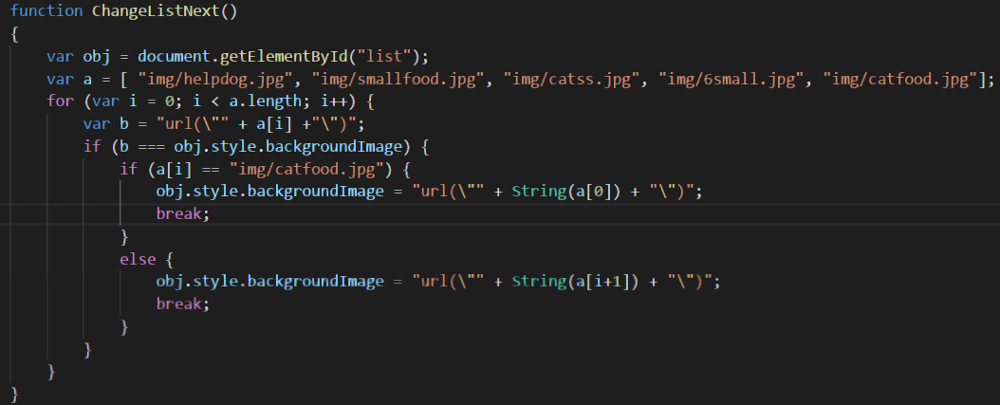 function ChangeListNext()
{
    var obj = document.getElementById("list");
    var a = [ "img/helpdog.jpg", "img/smallfood.jpg", "img/catss.jpg", "img/6small.jpg", "img/catfood.jpg"];
    for (var i = 0; i < a.length; i++) {
        var b = "url(\"" + a[i] +"\")";
        if (b === obj.style.backgroundImage) {
            if (a[i] == "img/catfood.jpg") {
                obj.style.backgroundImage = "url(\"" + String(a[0]) + "\")";
                break;
            }
            else {
                obj.style.backgroundImage = "url(\"" + String(a[i+1]) + "\")";
                break;
            }
        }
    }
}